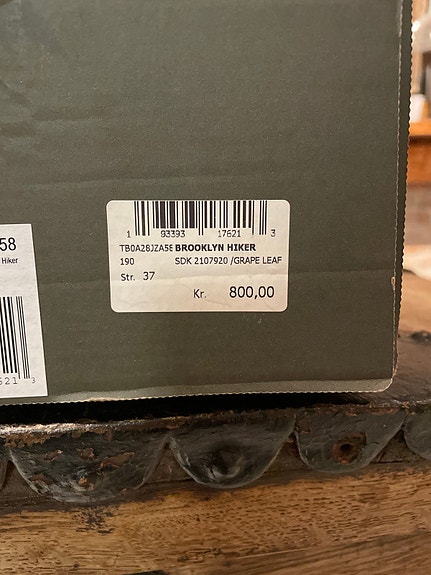 1 93393 17621 3
TB0A28JZA58 BROOKLYN HIKER
190 SDK 2107920 /GRAPE LEAF
Str. 37
Kr. 800,00
58
Hiker
621 3